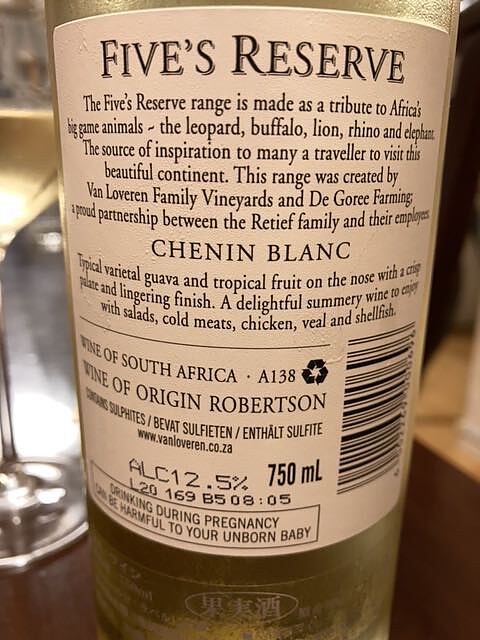 FIVE'S RESERVE
The Five's Reserve range is made as a tribute to Africa's
big game animals ~ the leopard, buffalo, lion, rhino and elephant.
The source of inspiration to many a traveller to visit this
beautiful continent. This range was created by
Van Loveren Family Vineyards and De Goree Farming;
a proud partnership between the Retief family and their employees.
CHENIN BLANC
Typical varietal guava and tropical fruit on the nose with a crisp
palate and lingering finish. A delightful summery wine to enjoy
with salads, cold meats, chicken, veal and shellfish.
WINE OF SOUTH AFRICA · A138
WINE OF ORIGIN ROBERTSON
CONTAINS SULPHITES / BEVAT SULFIETEN / ENTHÄLT SULFITE
www.vanloveren.co.za
ALC12.5% 750 mL
L20 169 B5 08:05
DRINKING DURING PREGNANCY
CAN BE HARMFUL TO YOUR UNBORN BABY
果実酒